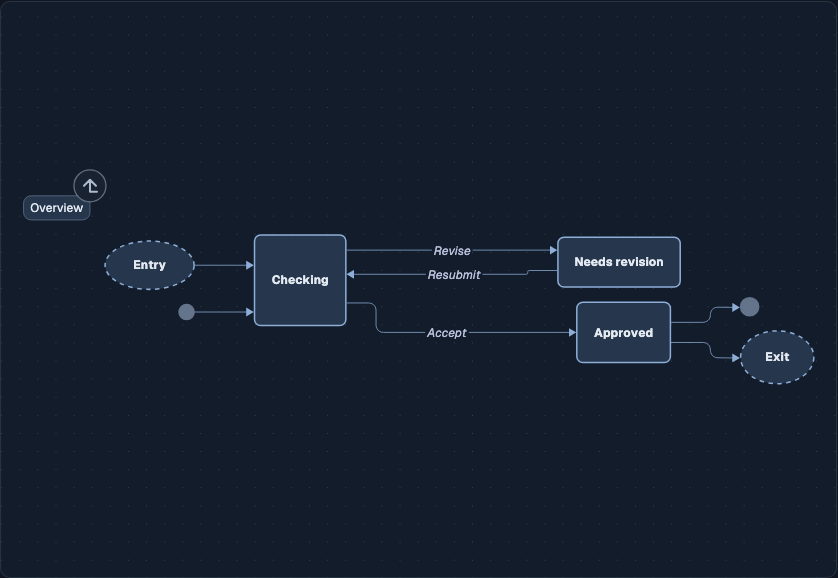 Overview
Entry
Checking
Revise
Resubmit
Accept
Needs revision
Approved
Exit